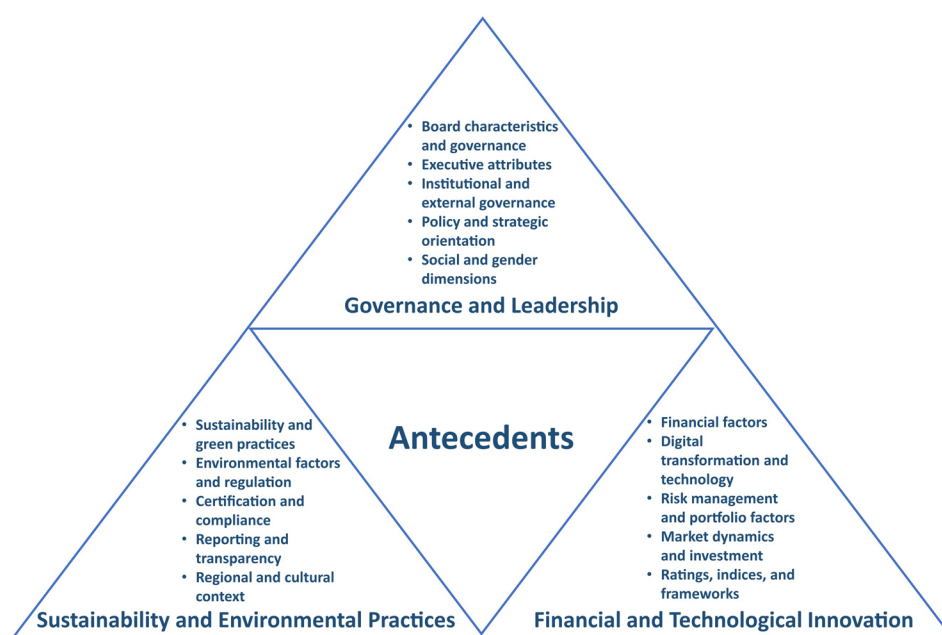 • Board characteristics
and governance
• Executive attributes
• Institutional and
external governance
• Policy and strategic
orientation
• Social and gender
dimensions
Governance and Leadership
Antecedents
• Sustainability and
green practices
• Environmental factors
and regulation
• Certification and
compliance
• Reporting and
transparency
• Regional and cultural
context
Sustainability and Environmental Practices
• Financial factors
• Digital
transformation and
technology
• Risk management
and portfolio factors
• Market dynamics
and investment
• Ratings, indices, and
frameworks
Financial and Technological Innovation